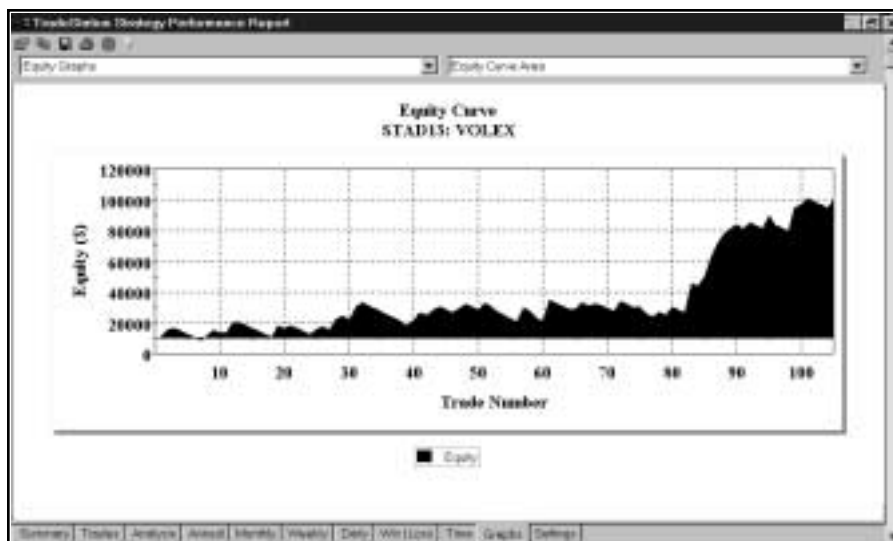 TradeStation Strategy Performance Report
Equity Graphs
Equity Curve Area
Equity Curve
STAD13: VOLEX
120000
100000
80000
60000
40000
20000
0
Equity ($)
10 20 30 40 50 60 70 80 90 100
Trade Number
Equity
Summary Trades Analysis Annual Monthly Weekly Daily Win/Loss Time Graphs Settings